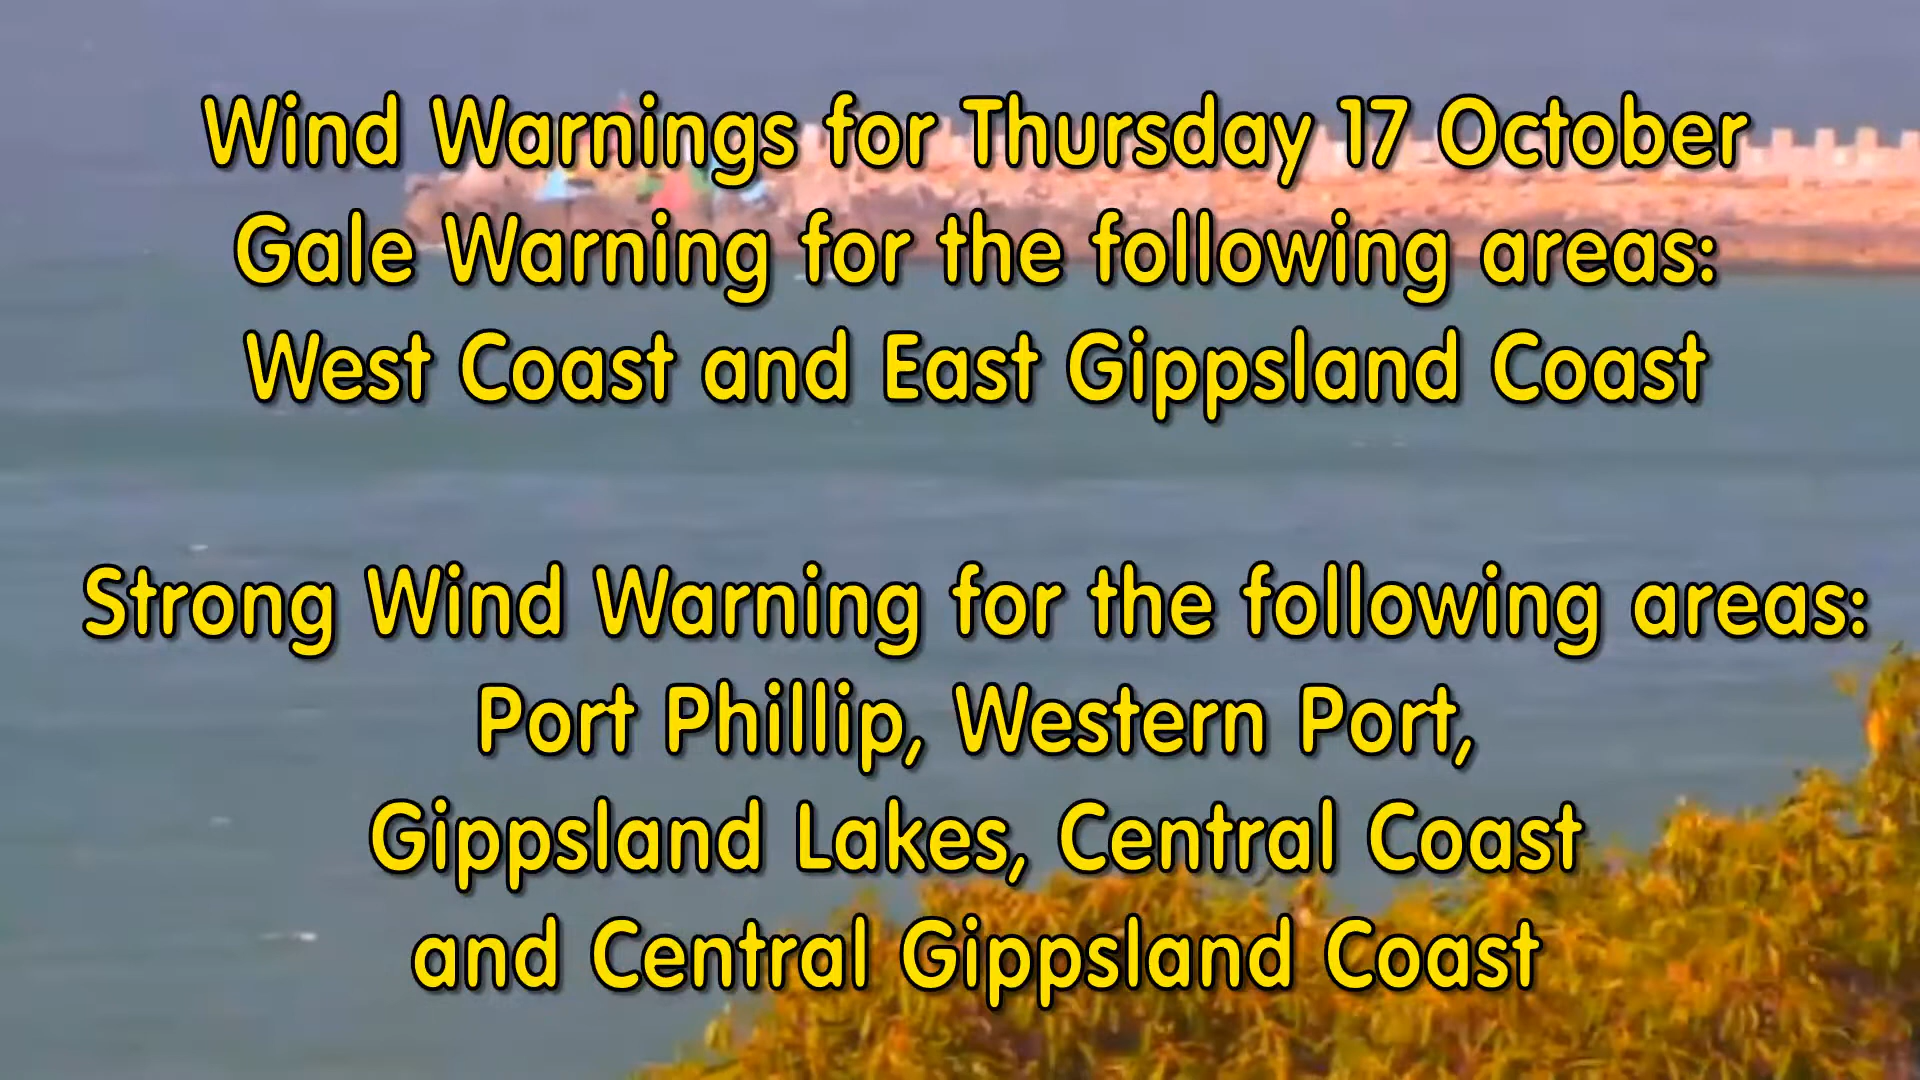 Wind Warnings for Thursday 17 October
Gale Warning for the following areas:
West Coast and East Gippsland Coast
Strong Wind Warning for the following areas:
Port Phillip, Western Port,
Gippsland Lakes, Central Coast
and Central Gippsland Coast